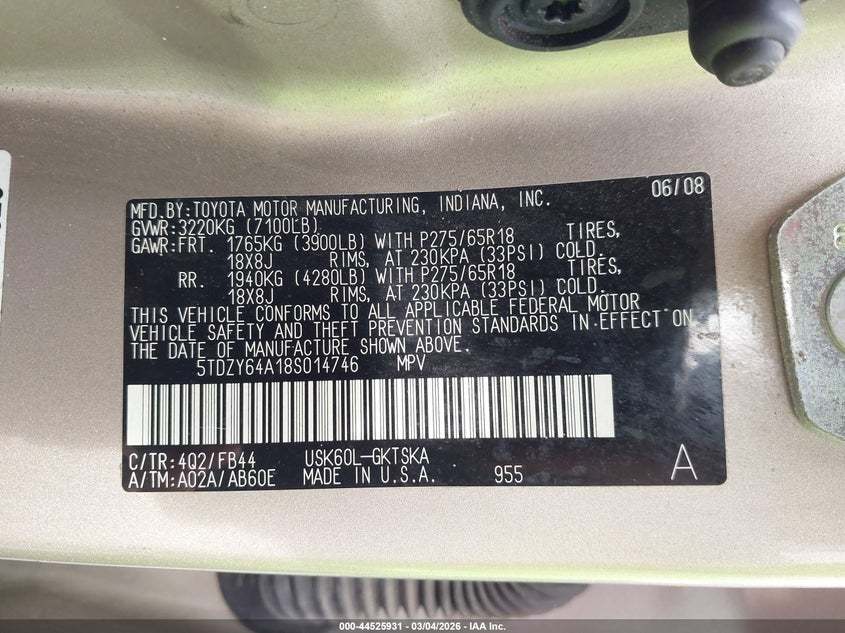 06/08
MFD.BY:TOYOTA MOTOR MANUFACTURING, INDIANA, INC.
GVWR:3220KG (7100LB)
GAWR:FRT. 1765KG (3900LB) WITH P275/65R18 TIRES,
18X8J RIMS, AT 230KPA (33PSI) COLD.
RR. 1940KG (4280LB) WITH P275/65R18 TIRES,
18X8J RIMS, AT 230KPA (33PSI) COLD.
THIS VEHICLE CONFORMS TO ALL APPLICABLE FEDERAL MOTOR
VEHICLE SAFETY AND THEFT PREVENTION STANDARDS IN EFFECT ON
THE DATE OF MANUFACTURE SHOWN ABOVE.
5TDZY64A18S014746 MPV
C/TR:4Q2/FB44 USK60L-GKTSKA
A/TM:A02A/AB60E MADE IN U.S.A. 955 A
000-44525931 - 03/04/2026 - IAA Inc.